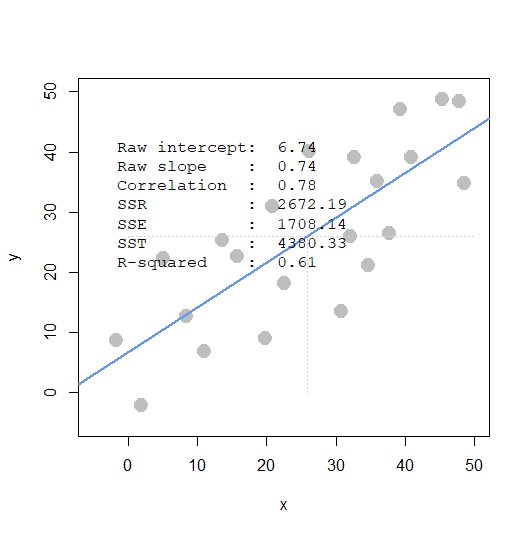 50
40
30
20
10
0
y
Raw intercept:  6.74
Raw slope    :  0.74
Correlation  :  0.78
SSR          :  2672.19
SSE          :  1708.14
SST          :  4380.33
R-squared    :  0.61
0 10 20 30 40 50
x